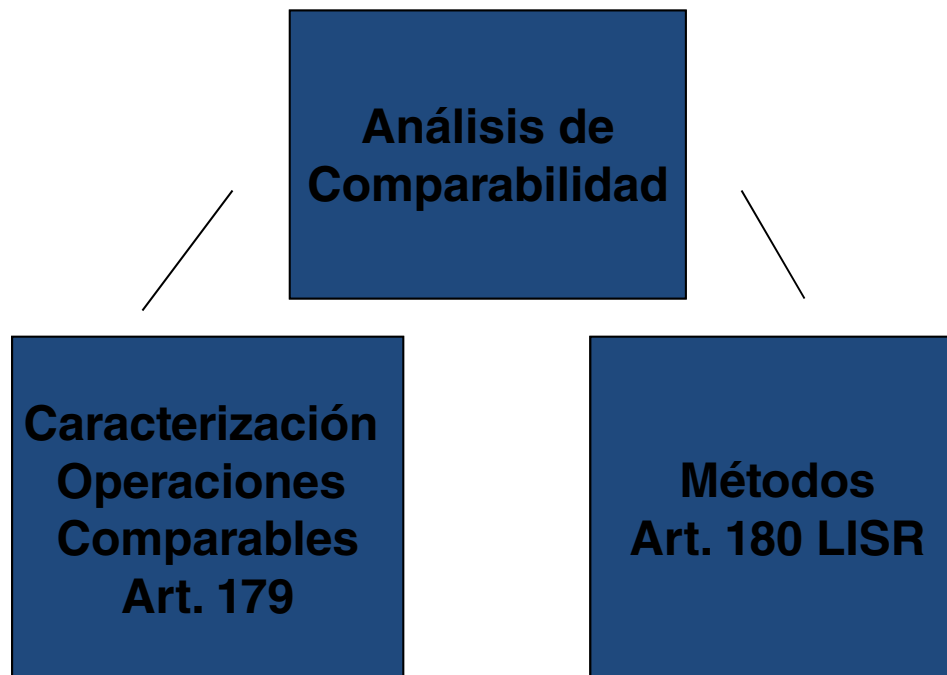 Análisis de
Comparabilidad
Caracterización
Operaciones
Comparables
Art. 179
Métodos
Art. 180 LISR